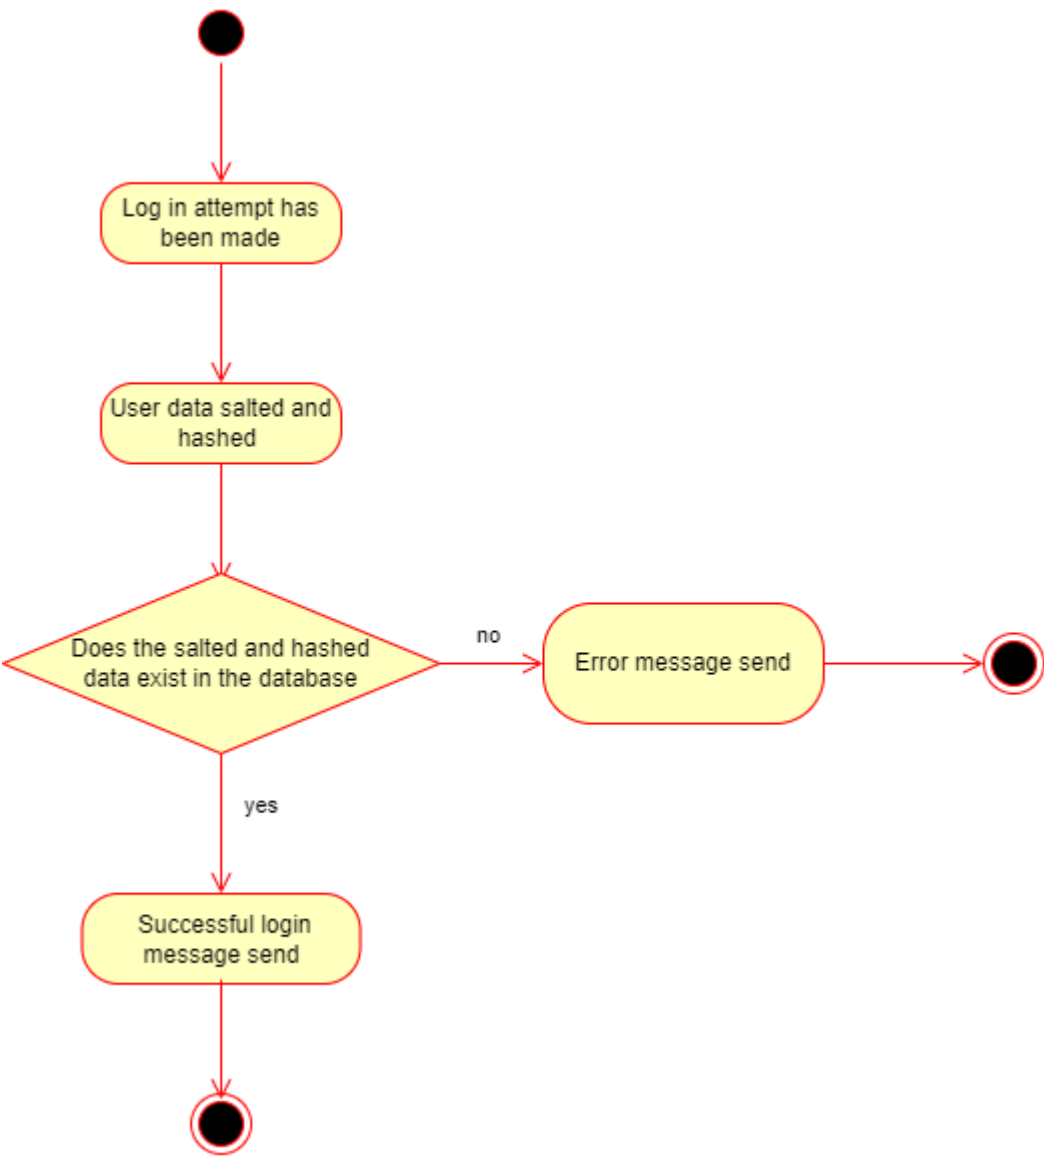 Log in attempt has
been made
User data salted and
hashed
Does the salted and hashed
data exist in the database
no
Error message send
yes
Successful login
message send